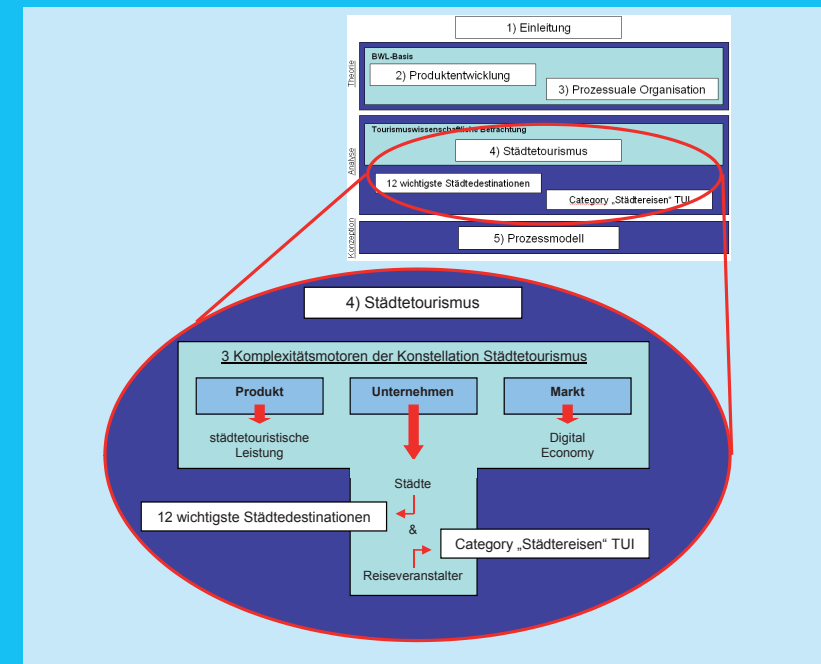 1) Einleitung
Theorie
BWL-Basis
2) Produktentwicklung
3) Prozessuale Organisation
Analyse
Tourismuswissenschaftliche Betrachtung
4) Städtetourismus
12 wichtigste Städtedestinationen
Category „Städtereisen" TUI
Konzeption
5) Prozessmodell
4) Städtetourismus
3 Komplexitätsmotoren der Konstellation Städtetourismus
Produkt
Unternehmen
Markt
städtetouristische
Leistung
Digital
Economy
Städte
12 wichtigste Städtedestinationen
&
Category „Städtereisen" TUI
Reiseveranstalter